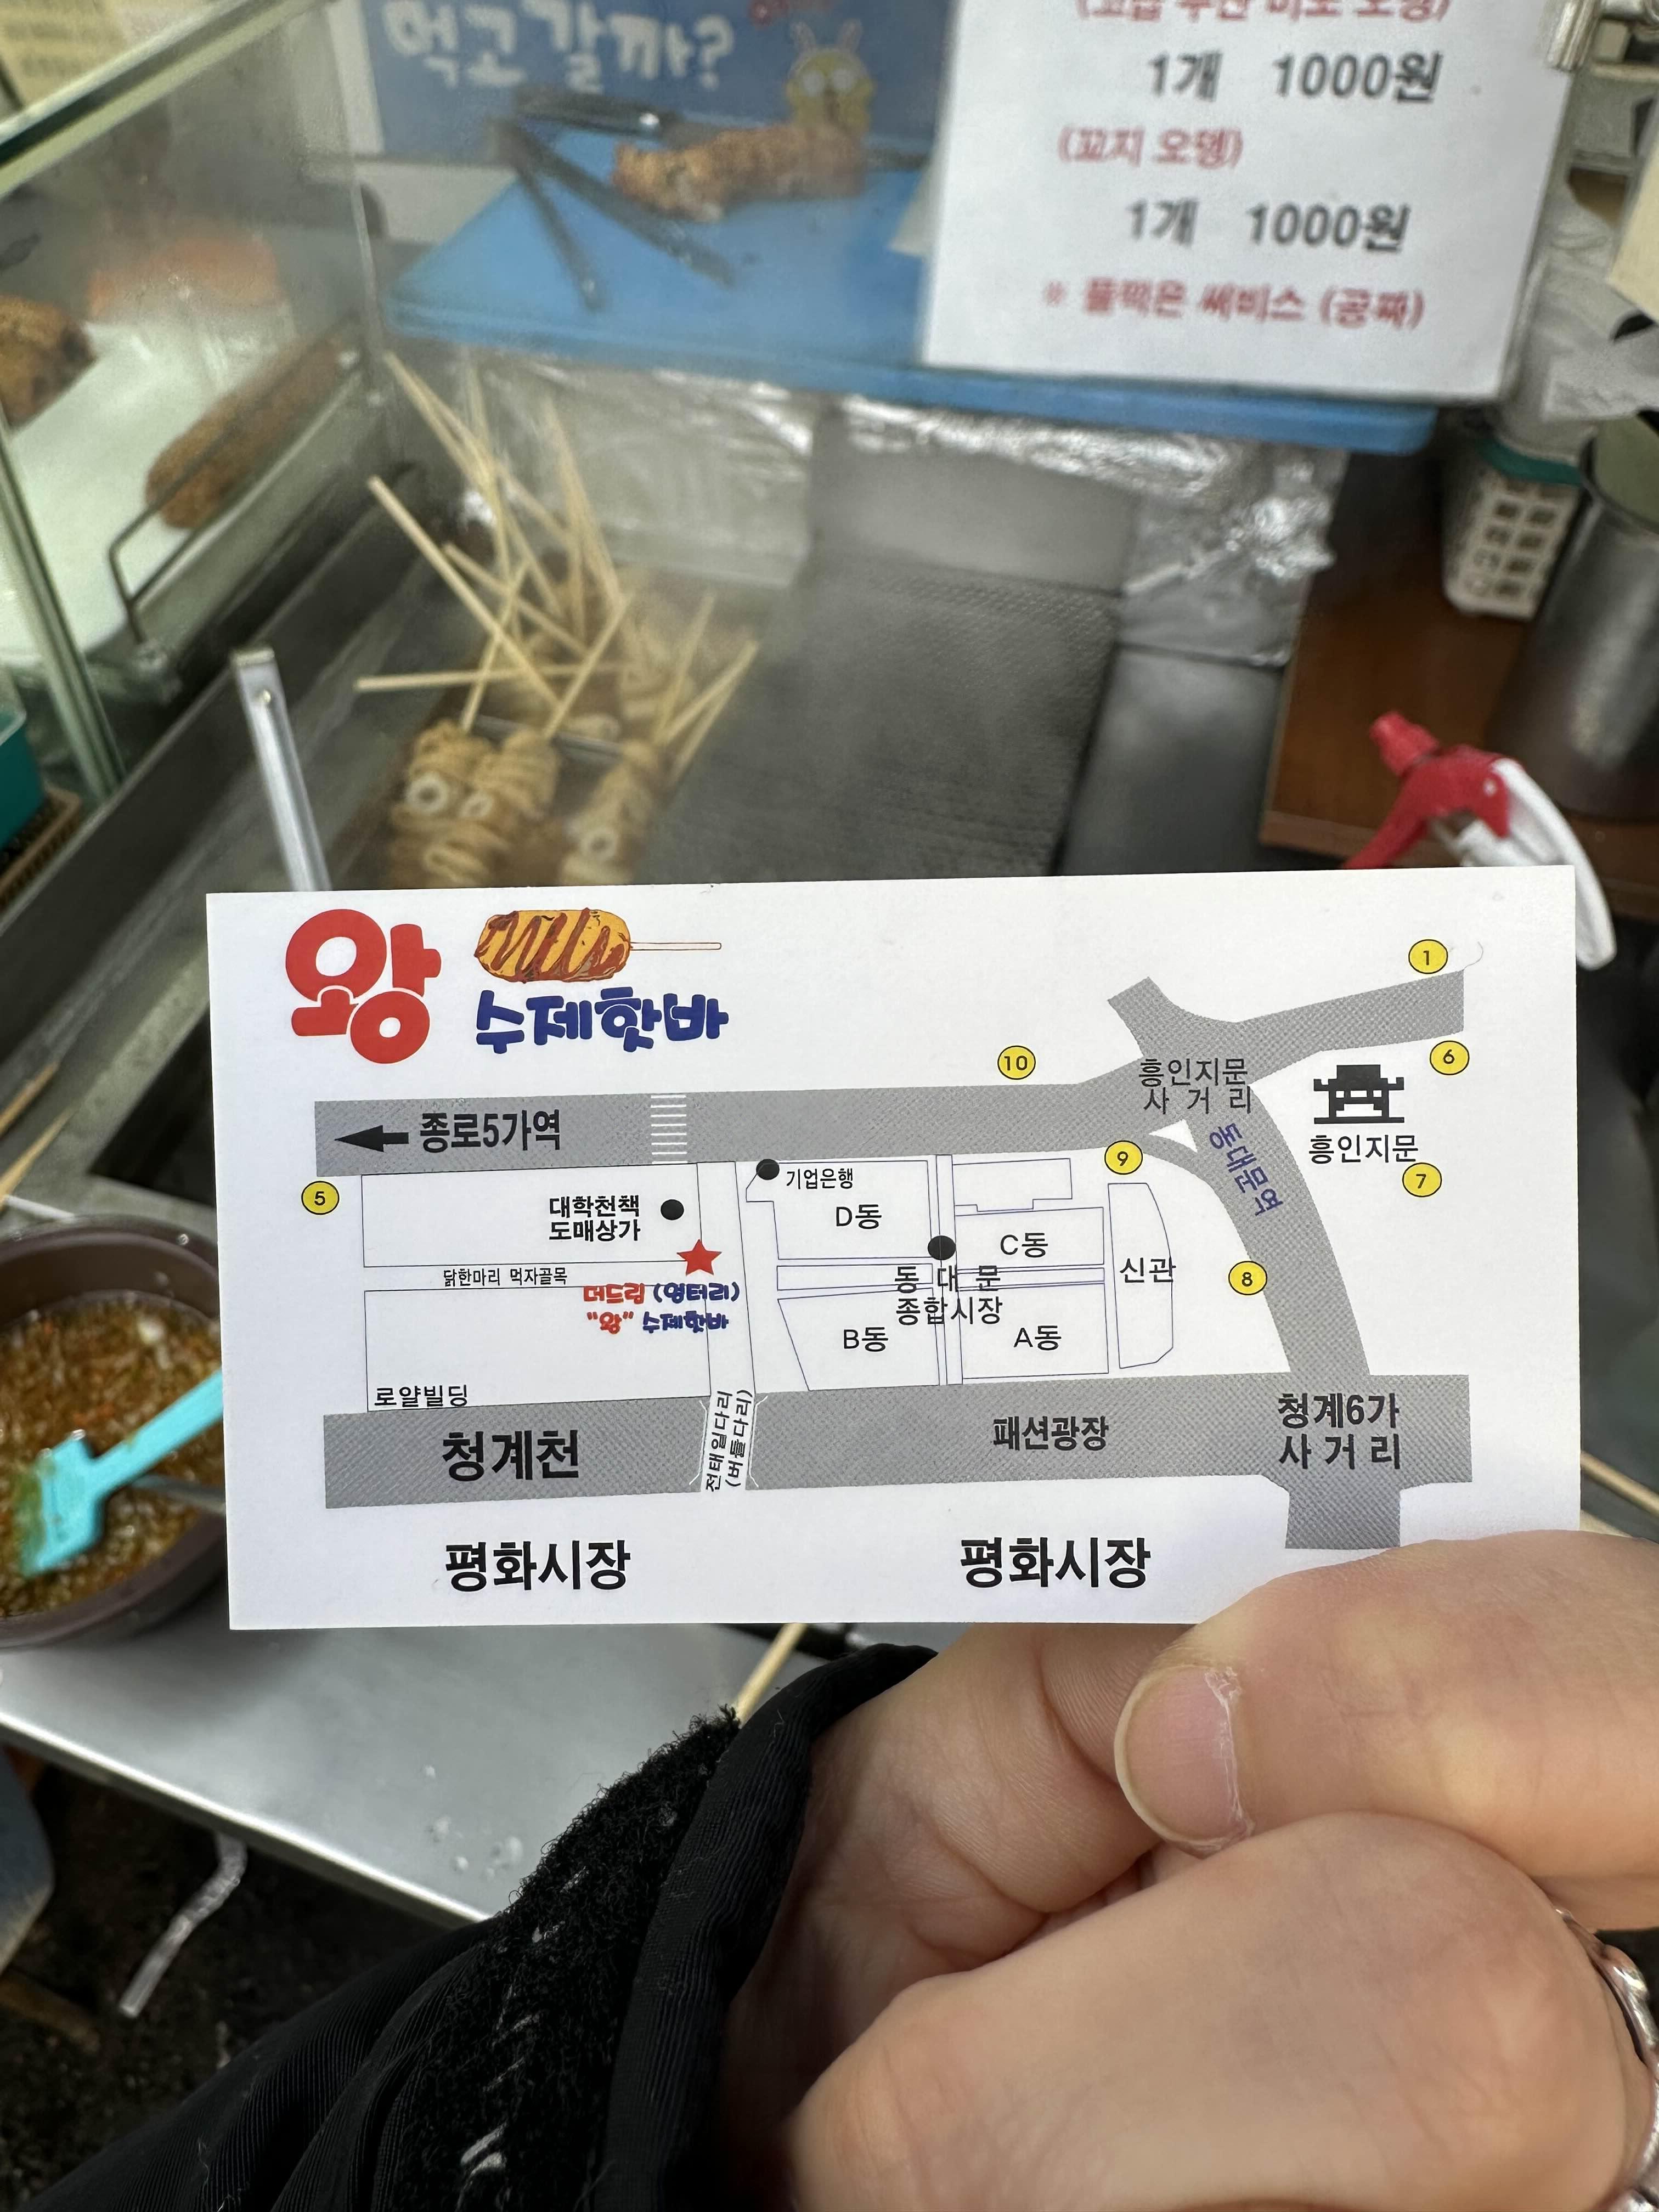 먹고 갈까?
1개 1000원
(꼬지 오뎅)
1개 1000원
※ 떡은 써비스 (공짜)
왕
수제핫바
1
10
6
흥인지문
사 거 리
종로5가역
흥인지문
동대문역
9
7
5
기업은행
대학천책
도매상가
D동
C동
신관
8
닭한마리 먹자골목
동 대 문
종합시장
더드림 (엉터리)
"왕" 수제핫바
B동
A동
로얄빌딩
청계천
전태일다리
(버들다리)
패션광장
청계6가
사 거 리
평화시장
평화시장